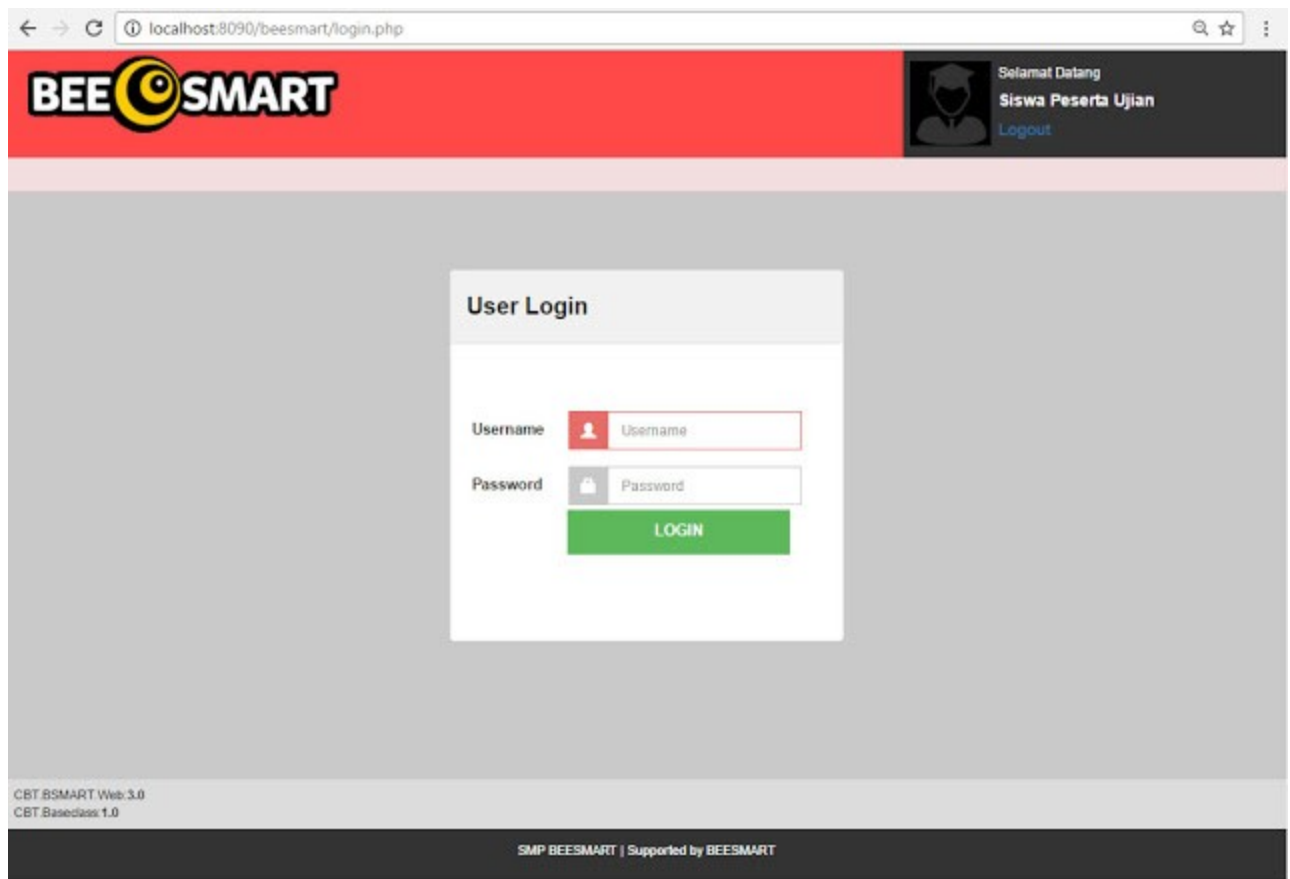 localhost:8090/beesmart/login.php
BEE SMART
Selamat Datang
Siswa Peserta Ujian
Logout
User Login
Username Username
Password Password
LOGIN
CBT.BSMART.Web:3.0
CBT.Baseclass:1.0
SMP BEESMART | Supported by BEESMART